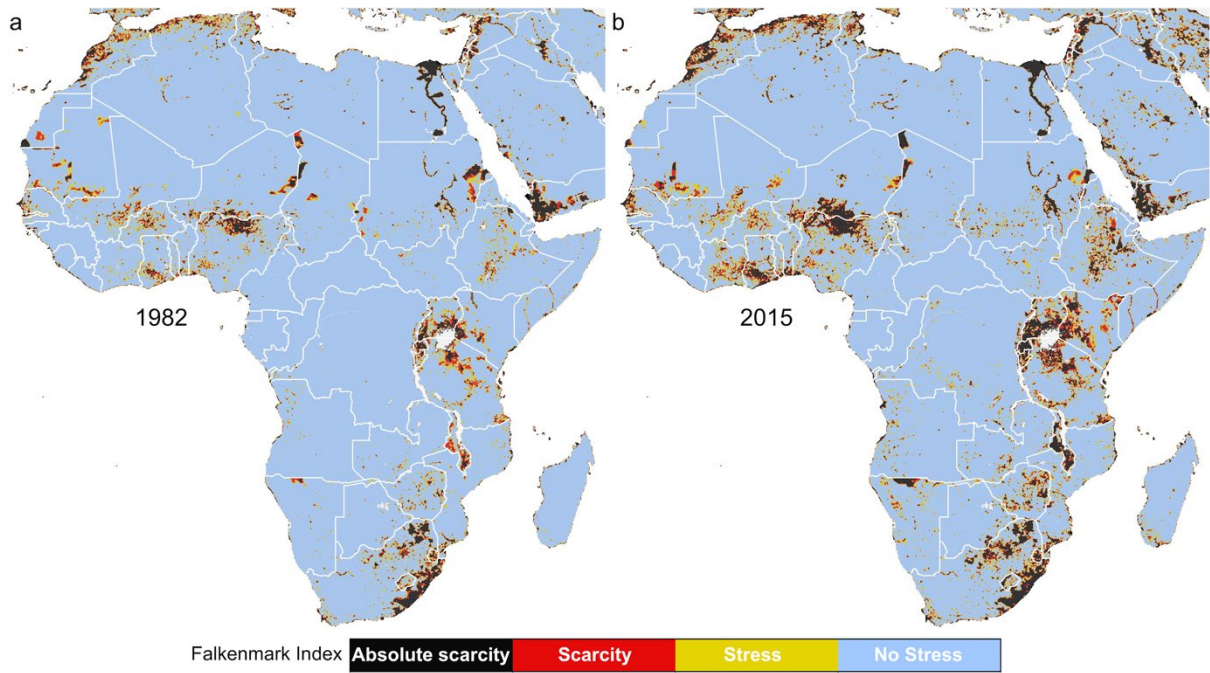 a
b
1982
2015
Falkenmark Index
Absolute scarcity
Scarcity
Stress
No Stress